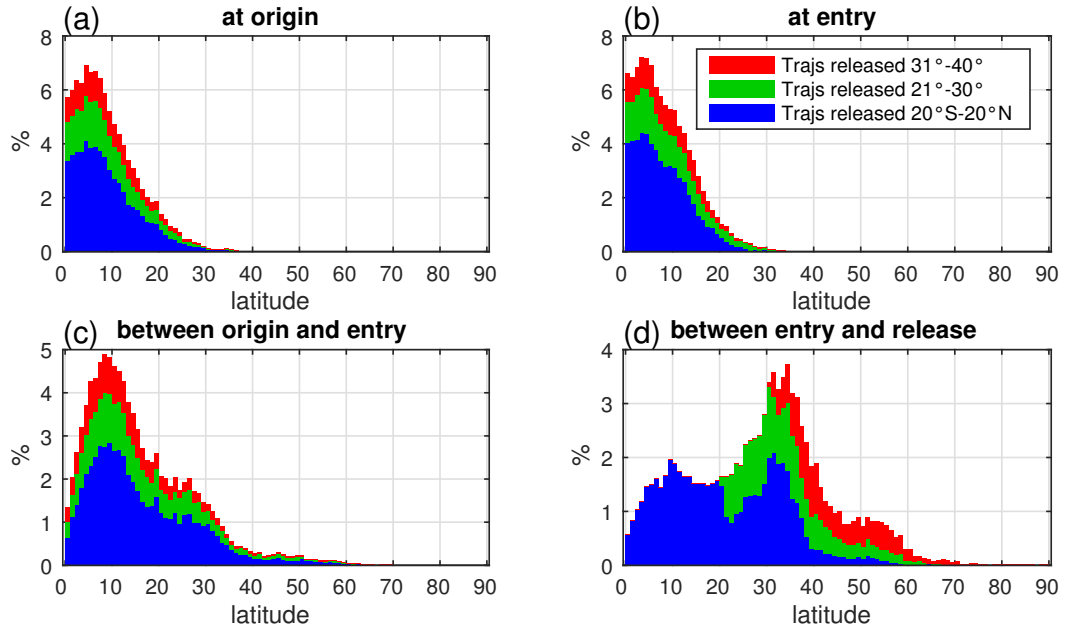 (a) at origin
8
6
4
2
0
%
0 10 20 30 40 50 60 70 80 90
latitude
(b) at entry
8
6
4
2
0
%
Trajs released 31°-40°
Trajs released 21°-30°
Trajs released 20°S-20°N
0 10 20 30 40 50 60 70 80 90
latitude
(c) between origin and entry
5
4
3
2
1
0
%
0 10 20 30 40 50 60 70 80 90
latitude
(d) between entry and release
4
3
2
1
0
%
0 10 20 30 40 50 60 70 80 90
latitude